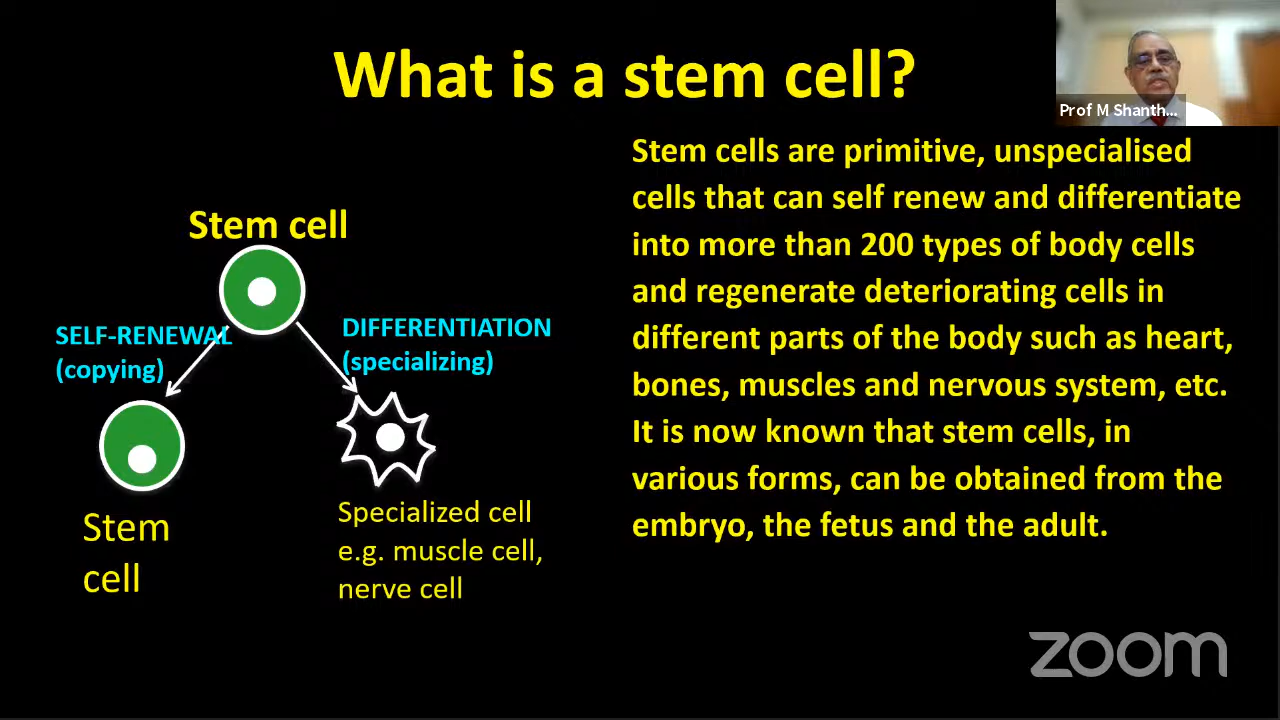 What is a stem cell?
Prof M Shanth...
Stem cell
SELF-RENEWAL
(copying)
DIFFERENTIATION
(specializing)
Stem
cell
Specialized cell
e.g. muscle cell,
nerve cell
Stem cells are primitive, unspecialised
cells that can self renew and differentiate
into more than 200 types of body cells
and regenerate deteriorating cells in
different parts of the body such as heart,
bones, muscles and nervous system, etc.
It is now known that stem cells, in
various forms, can be obtained from the
embryo, the fetus and the adult.
zoom